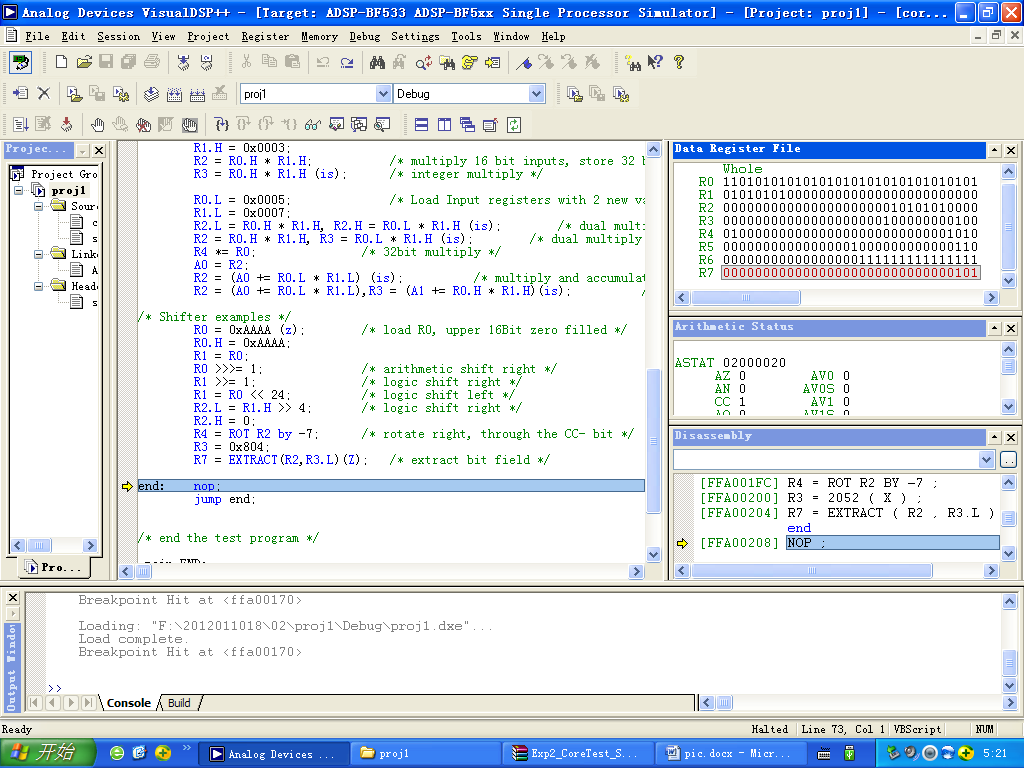 Analog Devices VisualDSP++ - [Target: ADSP-BF533 ADSP-BF5xx Single Processor Simulator] - [Project: proj1] - [cor...
File Edit Session View Project Register Memory Debug Settings Tools Window Help
proj1 Debug
Projec...
Project Gro
proj1
Sour
c
s
Link
A
Head
s
Pro...
R1.H = 0x0003;
R2 = R0.H * R1.H; /* multiply 16 bit inputs, store 32 b
R3 = R0.H * R1.H (is); /* integer multiply */
R0.L = 0x0005; /* Load Input registers with 2 new va
R1.L = 0x0007;
R2.L = R0.H * R1.H, R2.H = R0.L * R1.H (is); /* dual multi
R2 = R0.H * R1.H, R3 = R0.L * R1.H (is); /* dual multiply
R4 *= R0; /* 32bit multiply */
A0 = R2;
R2 = (A0 += R0.L * R1.L) (is); /* multiply and accumulat
R2 = (A0 += R0.L * R1.L),R3 = (A1 += R0.H * R1.H)(is); /
/* Shifter examples */
R0 = 0xAAAA (z); /* load R0, upper 16Bit zero filled */
R0.H = 0xAAAA;
R1 = R0;
R0 >>>= 1; /* arithmetic shift right */
R1 >>= 1; /* logic shift right */
R1 = R0 << 24; /* logic shift left */
R2.L = R1.H >> 4; /* logic shift right */
R2.H = 0;
R4 = ROT R2 by -7; /* rotate right, through the CC- bit */
R3 = 0x804;
R7 = EXTRACT(R2,R3.L)(Z); /* extract bit field */
end: nop;
jump end;
/* end the test program */
Data Register File
Whole
R0 11010101010101010101010101010101
R1 01010101000000000000000000000000
R2 00000000000000000000010101010000
R3 00000000000000000000100000000100
R4 01000000000000000000000000001010
R5 00000000000000001000000000000110
R6 00000000000000000111111111111111
R7 00000000000000000000000000000101
Arithmetic Status
ASTAT 02000020
AZ 0 AV0 0
AN 0 AV0S 0
CC 1 AV1 0
AQ 0 AV1S 0
Disassembly
[FFA001FC] R4 = ROT R2 BY -7 ;
[FFA00200] R3 = 2052 ( X ) ;
[FFA00204] R7 = EXTRACT ( R2 , R3.L )
end
[FFA00208] NOP ;
Output Window
Breakpoint Hit at <ffa00170>
Loading: "F:\2012011018\02\proj1\Debug\proj1.dxe"...
Load complete.
Breakpoint Hit at <ffa00170>
>>
Console Build
Ready Halted Line 73, Col 1 VBScript NUM
开始 Analog Devices ... proj1 Exp2_CoreTest_S... pic.docx - Micr... 5:21